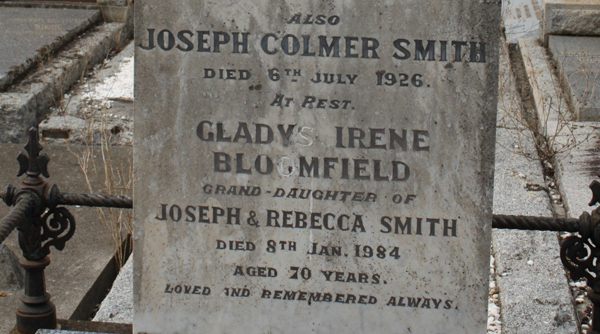 ALSO
JOSEPH COLMER SMITH
DIED 6TH JULY 1926.
AT REST.
GLADYS IRENE
BLOOMFIELD
GRAND-DAUGHTER OF
JOSEPH & REBECCA SMITH
DIED 8TH JAN. 1984
AGED 70 YEARS.
LOVED AND REMEMBERED ALWAYS.